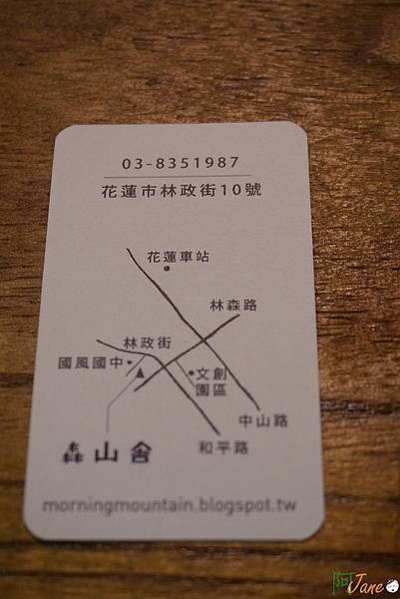 03-8351987
花蓮市林政街10號
花蓮車站
林森路
林政街
國風國中
文創
園區
中山路
和平路
山舍
morningmountain.blogspot.tw
阿Jane